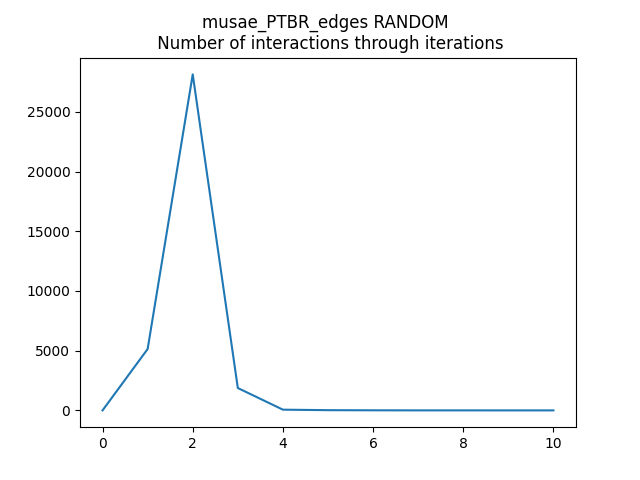 musae_PTBR_edges RANDOM
Number of interactions through iterations
25000
20000
15000
10000
5000
0
0 2 4 6 8 10